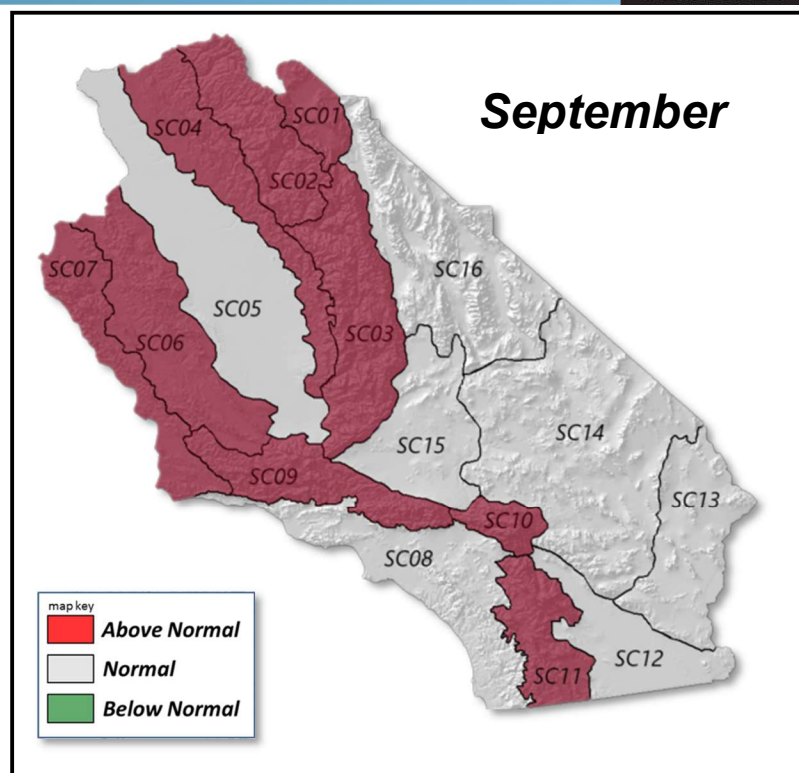 September
SC01
SC04
SC02
SC07
SC16
SC05
SC06
SC03
SC14
SC15
SC09
SC13
SC10
SC08
SC12
SC11
map key
Above Normal
Normal
Below Normal